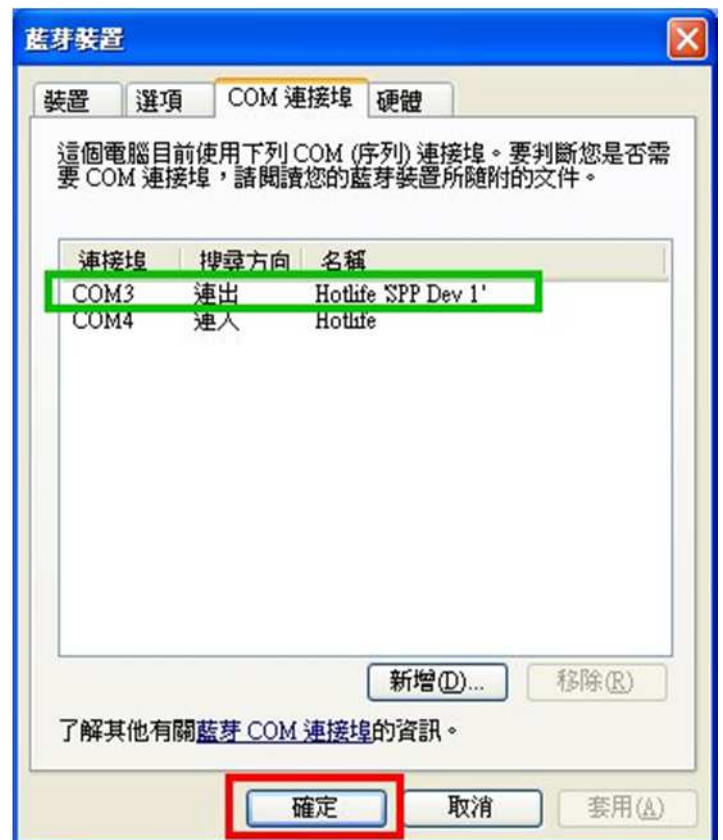 藍芽裝置
裝置 選項 COM 連接埠 硬體
這個電腦目前使用下列 COM (序列) 連接埠。要判斷您是否需
要 COM 連接埠，請閱讀您的藍芽裝置所隨附的文件。
連接埠 搜尋方向 名稱
COM3 連出 Hotlife 'SPP Dev 1'
COM4 連入 Hotlife
新增(D)... 移除(R)
了解其他有關藍芽 COM 連接埠的資訊。
確定 取消 套用(A)